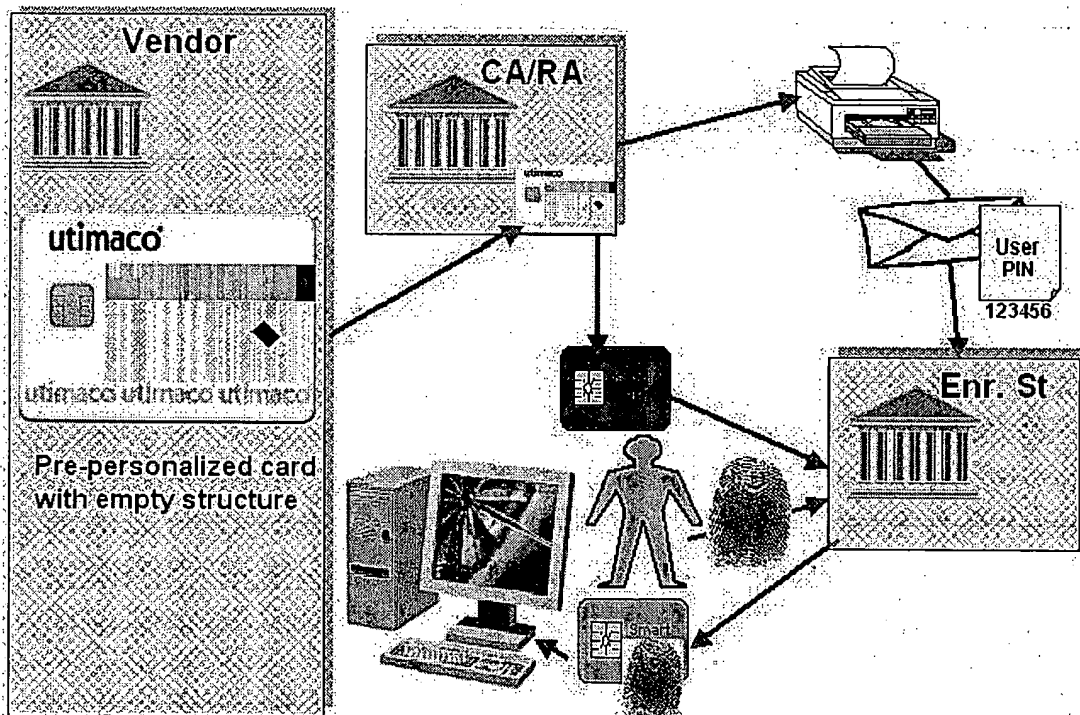 Vendor
utimaco
utimaco utimaco utimaco
Pre-personalized card
with empty structure
CA/RA
utimaco
User
PIN
123456
Enr. St
Smart